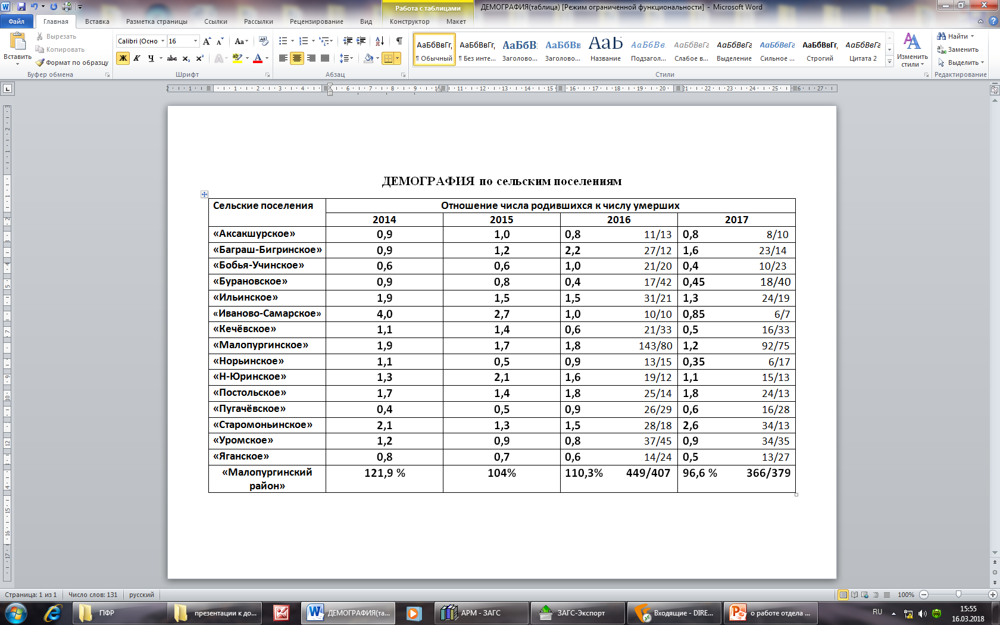 ДЕМОГРАФИЯ(таблица) [Режим ограниченной функциональности] - Microsoft Word
Работа с таблицами
Файл Главная Вставка Разметка страницы Ссылки Рассылки Рецензирование Вид Конструктор Макет
Вставить
Вырезать
Копировать
Формат по образцу
Буфер обмена
Calibri (Осно 16
Ж К Ч abc x₂ x²
Шрифт
Абзац
АаБбВвГг, АаБбВвГг, АаБбВ АаБбВв АаБ АаБбВв. АаБбВвГг АаБбВвГг АаБбВвГг АаБбВвГг, АаБбВвГг
¶ Обычный ¶ Без инте... Заголово... Заголово... Название Подзагол... Слабое в... Выделение Сильное ... Строгий Цитата 2
Стили
Изменить стили
Найти
Заменить
Выделить
Редактирование
ДЕМОГРАФИЯ по сельским поселениям
Сельские поселения Отношение числа родившихся к числу умерших
2014 2015 2016 2017
«Аксакшурское» 0,9 1,0 0,8 11/13 0,8 8/10
«Баграш-Бигринское» 0,9 1,2 2,2 27/12 1,6 23/14
«Бобья-Учинское» 0,6 0,6 1,0 21/20 0,4 10/23
«Бурановское» 0,9 0,8 0,4 17/42 0,45 18/40
«Ильинское» 1,9 1,5 1,5 31/21 1,3 24/19
«Иваново-Самарское» 4,0 2,7 1,0 10/10 0,85 6/7
«Кечёвское» 1,1 1,4 0,6 21/33 0,5 16/33
«Малопургинское» 1,9 1,7 1,8 143/80 1,2 92/75
«Норьинское» 1,1 0,5 0,9 13/15 0,35 6/17
«Н-Юринское» 1,3 2,1 1,6 19/12 1,1 15/13
«Постольское» 1,7 1,4 1,8 25/14 1,8 24/13
«Пугачёвское» 0,4 0,5 0,9 26/29 0,6 16/28
«Старомоньинское» 2,1 1,3 1,5 28/18 2,6 34/13
«Уромское» 1,2 0,9 0,8 37/45 0,9 34/35
«Яганское» 0,8 0,7 0,6 14/24 0,5 13/27
«Малопургинский район» 121,9 % 104% 110,3% 449/407 96,6 % 366/379
Страница: 1 из 1 Число слов: 131 русский 100%
ПФР презентации к до... ДЕМОГРАФИЯ(та... АРМ - ЗАГС ЗАГС-Экспорт Входящие - DIRE... о работе отдела ... RU 15:55
16.03.2018